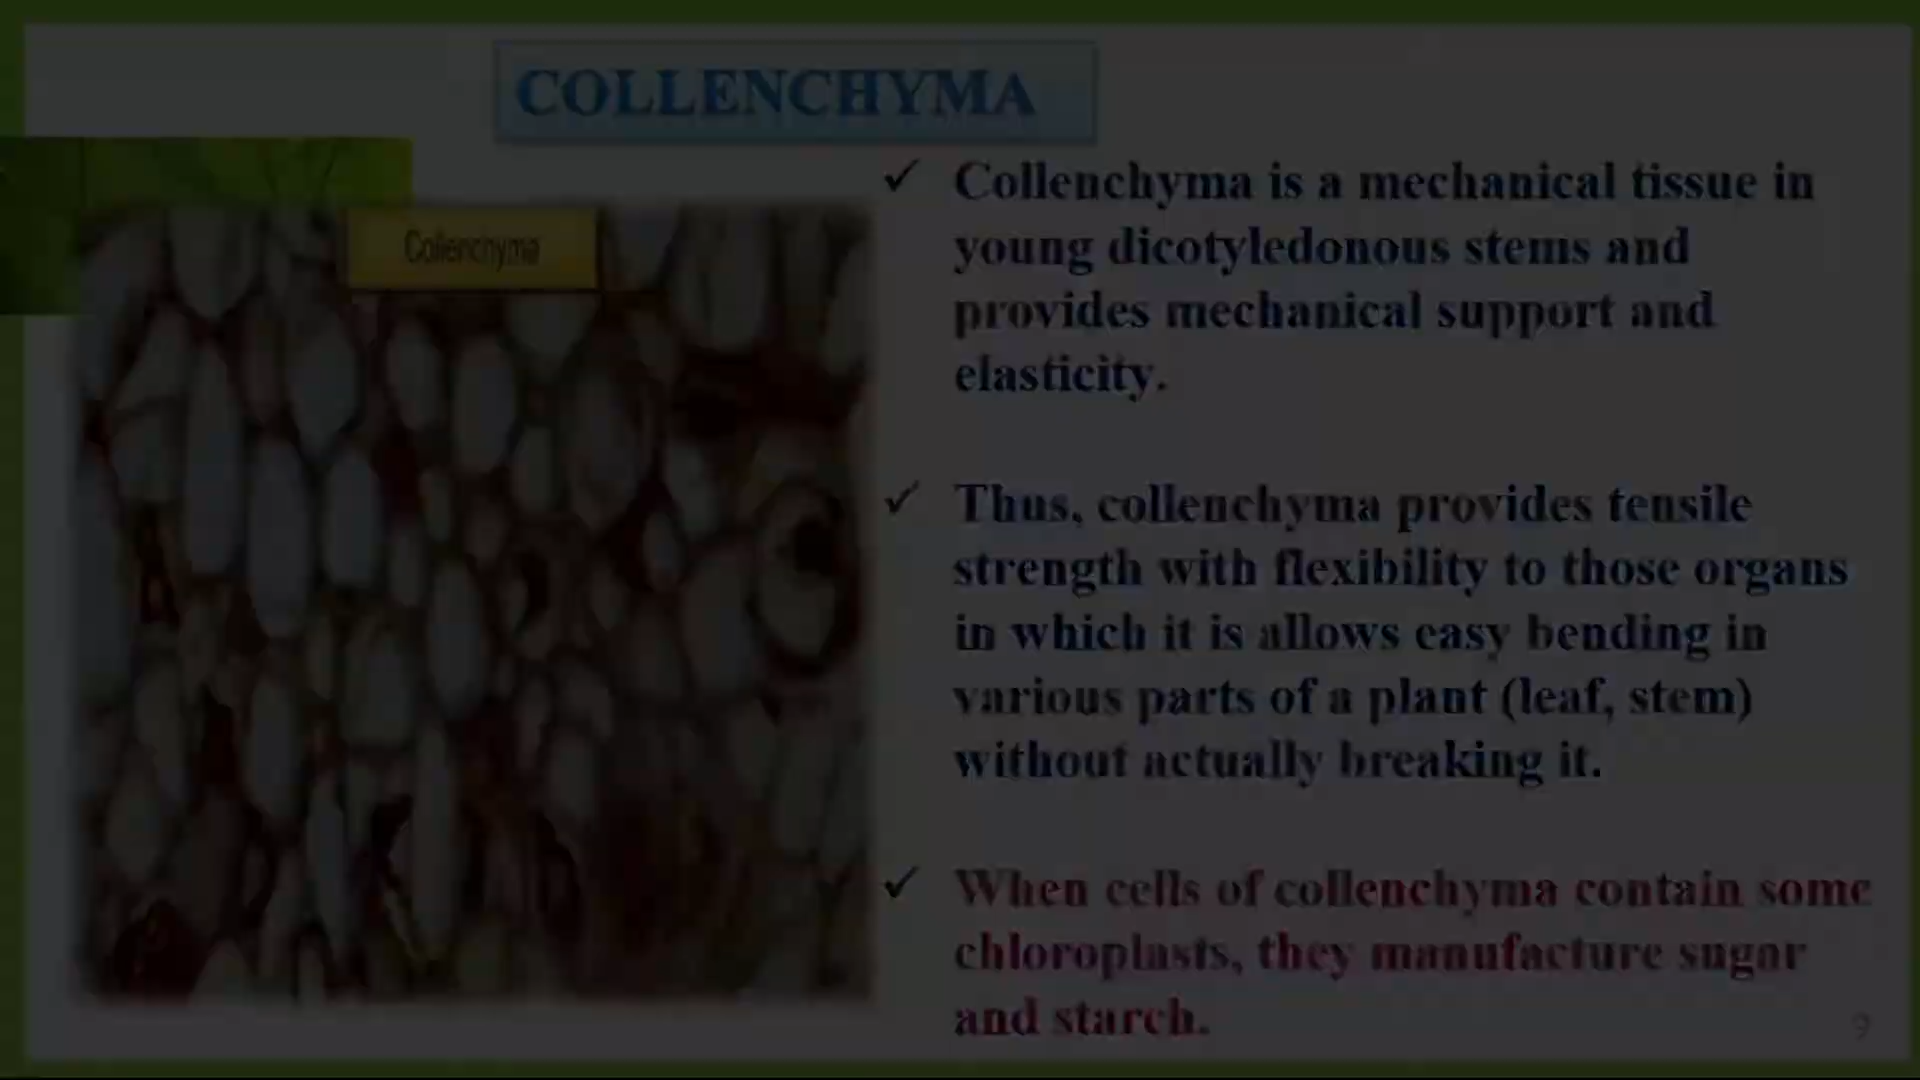 COLLENCHYMA
Collenchyma
✓ Collenchyma is a mechanical tissue in
young dicotyledonous stems and
provides mechanical support and
elasticity.
✓ Thus, collenchyma provides tensile
strength with flexibility to those organs
in which it is allows easy bending in
various parts of a plant (leaf, stem)
without actually breaking it.
✓ When cells of collenchyma contain some
chloroplasts, they manufacture sugar
and starch.
9